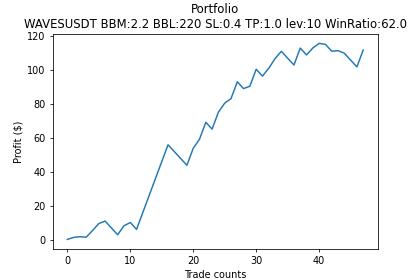 Portfolio
WAVESUSDT BBM:2.2 BBL:220 SL:0.4 TP:1.0 lev:10 WinRatio:62.0
120
100
80
60
40
20
0
Profit ($)
0 10 20 30 40
Trade counts